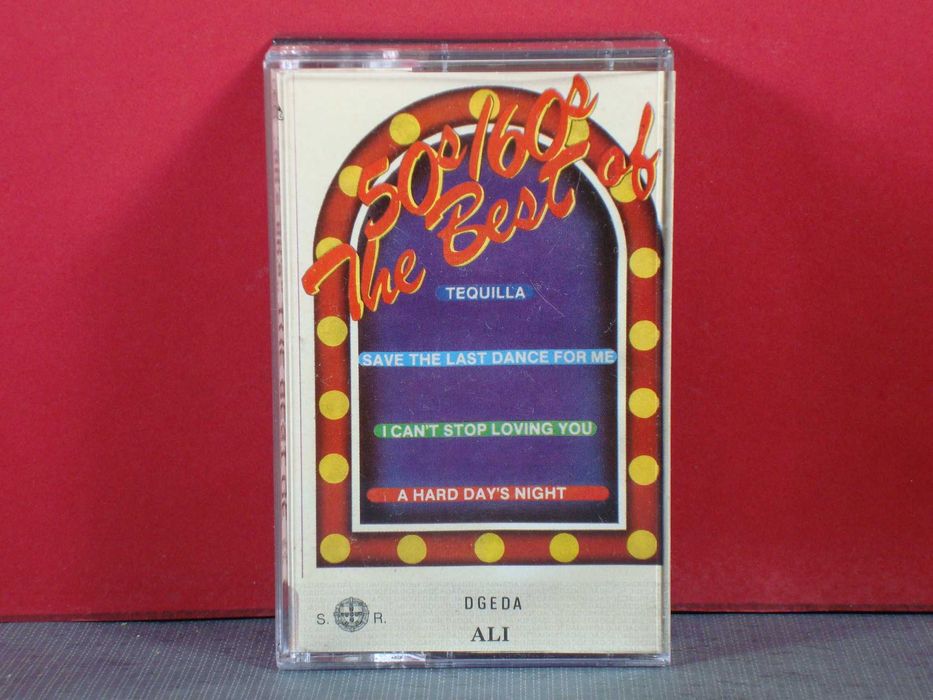 50s/60s
The Best of
TEQUILLA
SAVE THE LAST DANCE FOR ME
I CAN'T STOP LOVING YOU
A HARD DAY'S NIGHT
DGEDA
S. R.
ALI